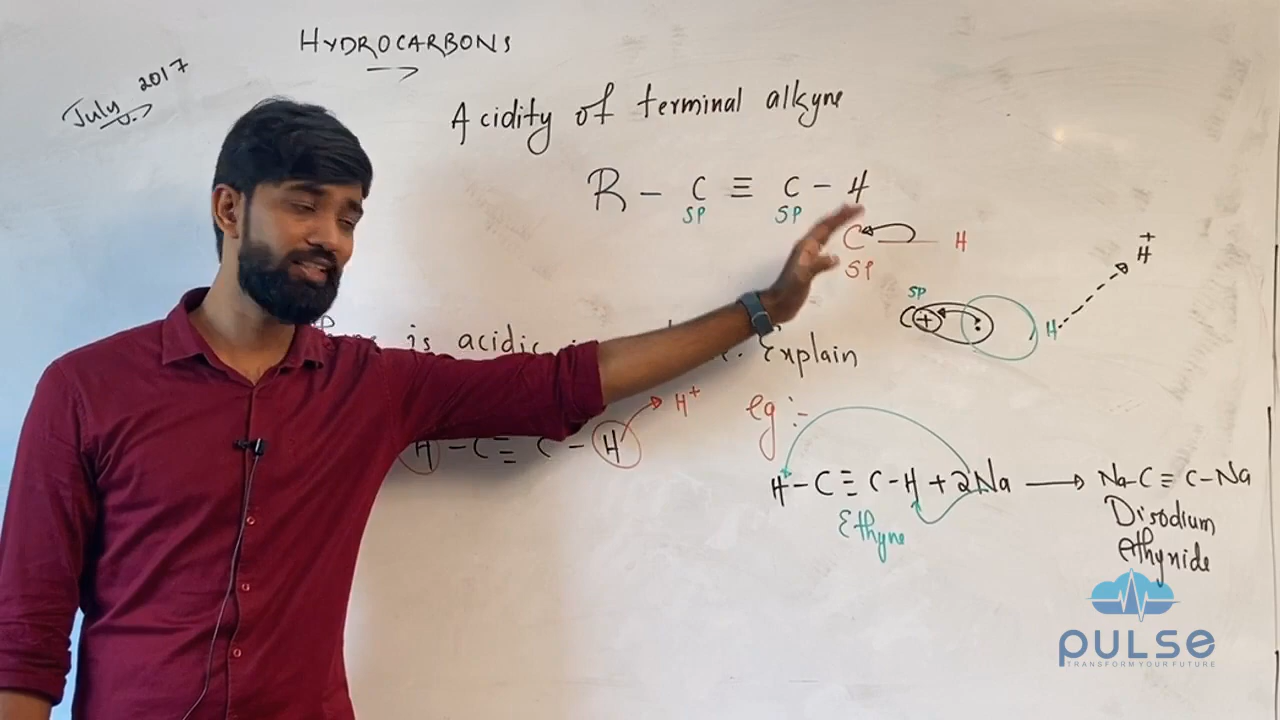 HYDROCARBONS
July 2017
Acidity of terminal alkyne
R - C ≡ C - H
SP SP
C — H
SP
H+
SP
C + : H
is acidic Explain
H - C ≡ C - H
H+
eg :-
H - C ≡ C - H + 2Na → Na-C ≡ C-Na
Ethyne
Disodium
ethynide
PULSE
TRANSFORM YOUR FUTURE